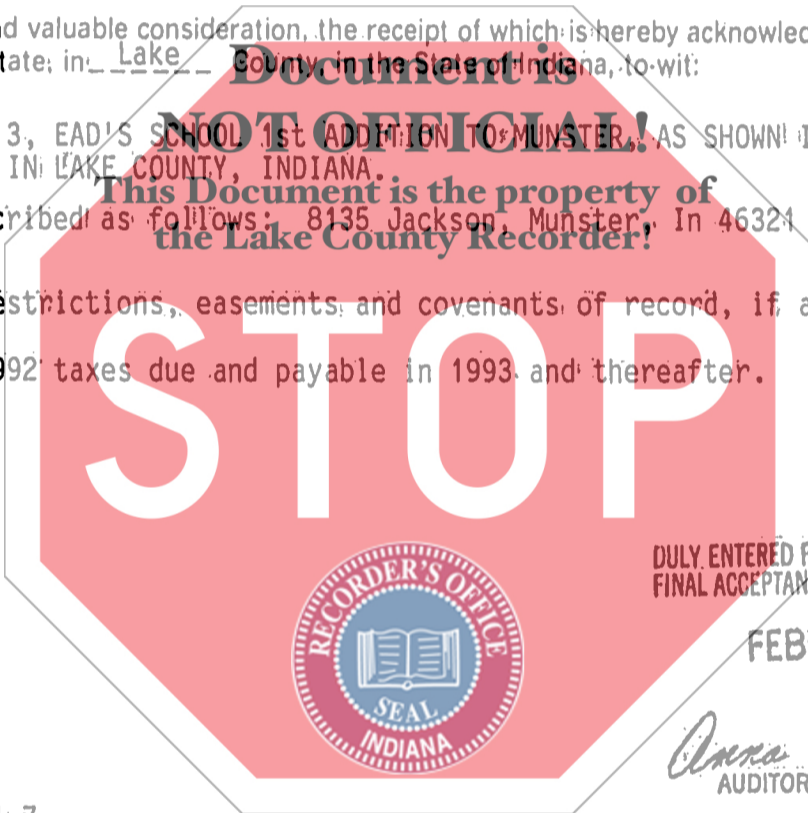 nd valuable consideration, the receipt of which is hereby acknowled
tate, in Lake County, in the State of Indiana, to-wit:
Document is
NOT OFFICIAL!
3, EAD'S SCHOOL 1st ADDITION TO MUNSTER, AS SHOWN
IN LAKE COUNTY, INDIANA.
This Document is the property of
the Lake County Recorder!
cribed as follows: 8135 Jackson, Munster, In 46321
estrictions, easements and covenants of record, if a
992 taxes due and payable in 1993 and thereafter.
STOP
DULY ENTERED F
FINAL ACCEPTAN
FEB
RECORDER'S OFFICE
SEAL
INDIANA
Anna
AUDITOR
7